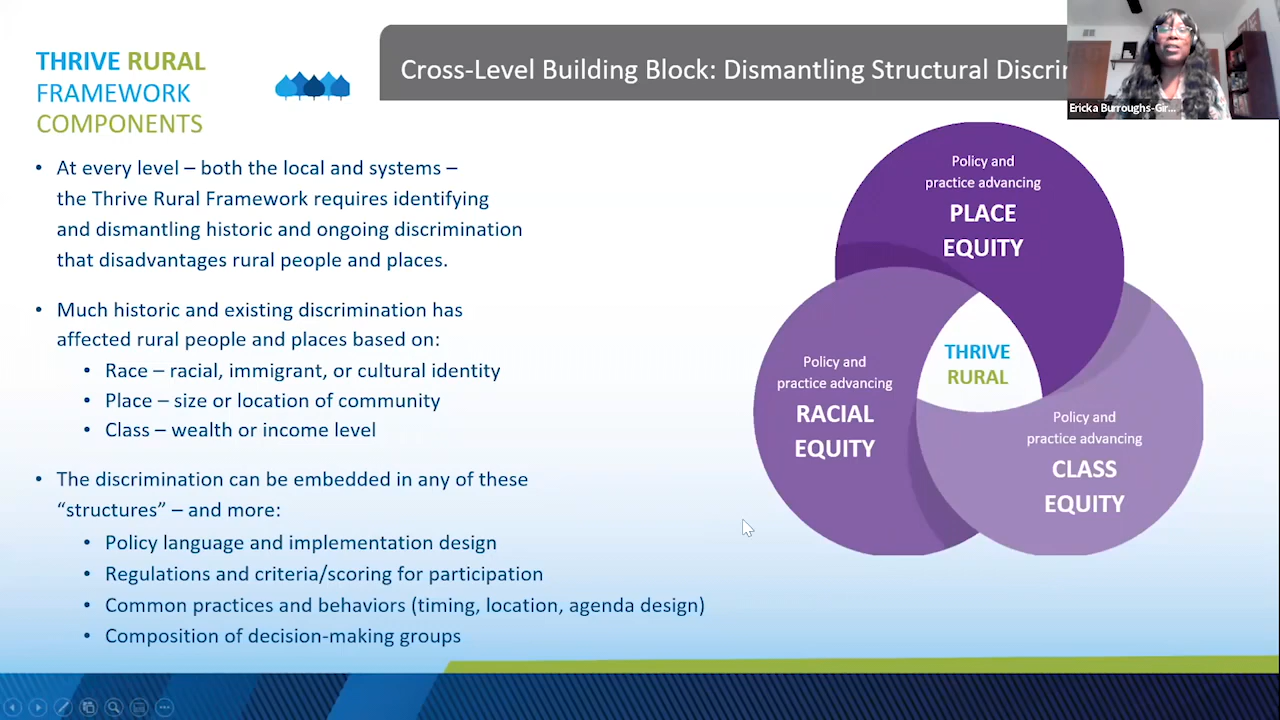 THRIVE RURAL
FRAMEWORK
COMPONENTS
Cross-Level Building Block: Dismantling Structural Discrin
Ericka Burroughs-Gir...
• At every level – both the local and systems –
the Thrive Rural Framework requires identifying
and dismantling historic and ongoing discrimination
that disadvantages rural people and places.
• Much historic and existing discrimination has
affected rural people and places based on:
• Race – racial, immigrant, or cultural identity
• Place – size or location of community
• Class – wealth or income level
• The discrimination can be embedded in any of these
“structures” – and more:
• Policy language and implementation design
• Regulations and criteria/scoring for participation
• Common practices and behaviors (timing, location, agenda design)
• Composition of decision-making groups
Policy and
practice advancing
PLACE
EQUITY
THRIVE
RURAL
Policy and
practice advancing
RACIAL
EQUITY
Policy and
practice advancing
CLASS
EQUITY